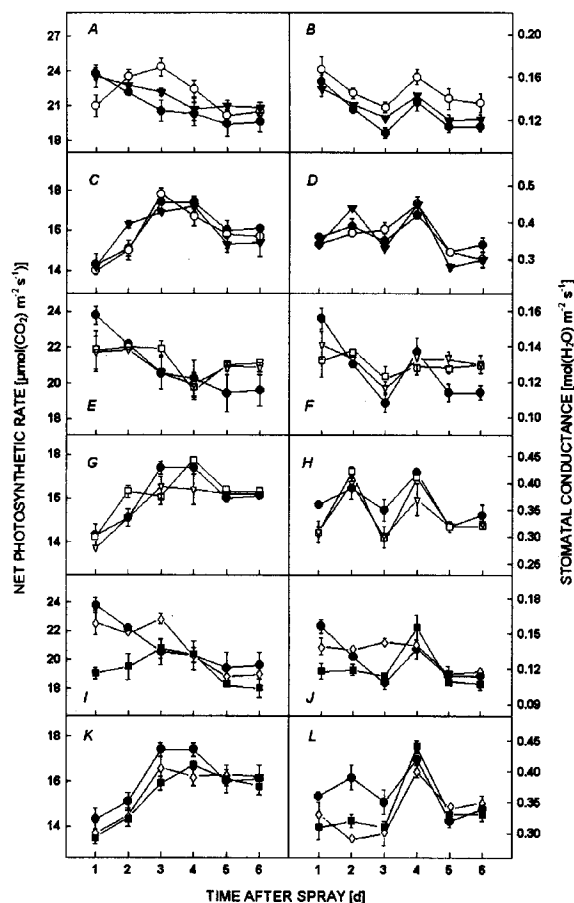 27
24
21
18
A
B
0.20
0.16
0.12
18
16
14
C
D
0.5
0.4
0.3
24
22
20
18
E
F
0.16
0.14
0.12
0.10
18
16
14
G
H
0.45
0.40
0.35
0.30
0.25
24
22
20
18
I
J
0.18
0.15
0.12
0.09
18
16
14
K
L
0.45
0.40
0.35
0.30
1 2 3 4 5 6
1 2 3 4 5 6
TIME AFTER SPRAY [d]
NET PHOTOSYNTHETIC RATE [µmol(CO₂) m⁻² s⁻¹)]
STOMATAL CONDUCTANCE [mol(H₂O) m⁻² s⁻¹)]